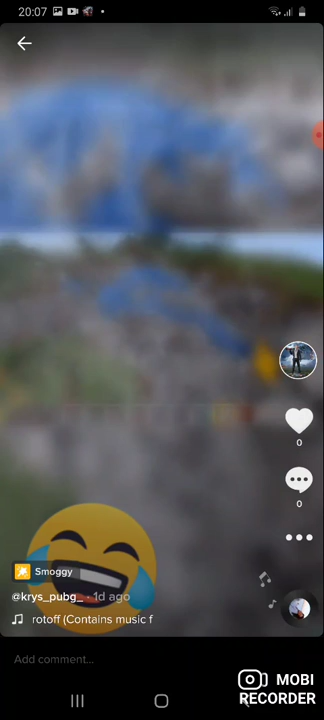 20:07
Smoggy
@krys_pubg_ · 1d ago
rotoff (Contains music f
0
0
Add comment...
MOBI
RECORDER